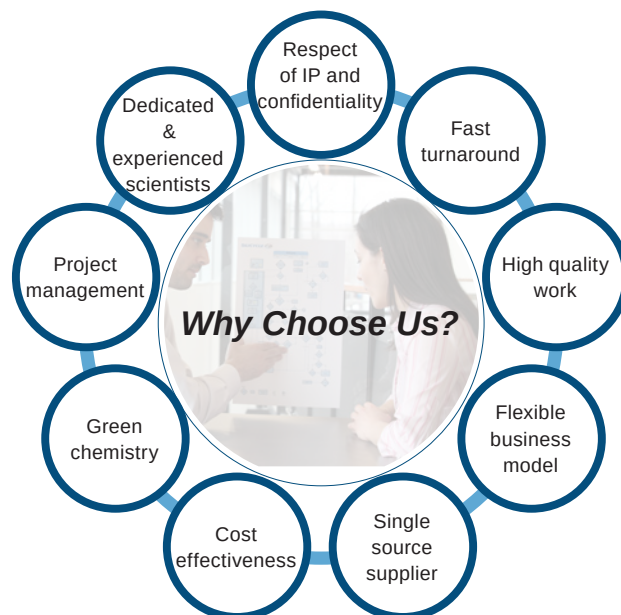 Respect
of IP and
confidentiality
Fast
turnaround
High quality
work
Flexible
business
model
Single
source
supplier
Cost
effectiveness
Green
chemistry
Project
management
Dedicated
&
experienced
scientists
Why Choose Us?